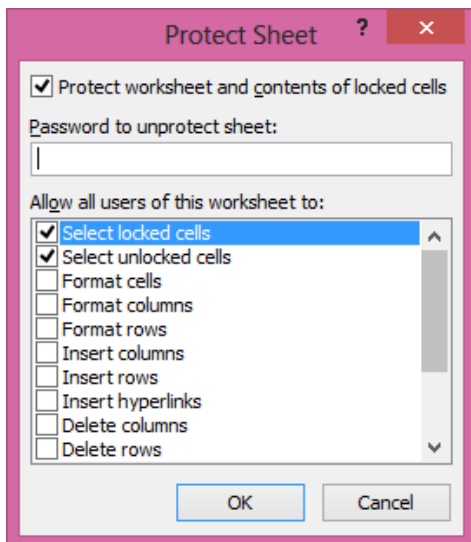 Protect Sheet ? ×
Protect worksheet and contents of locked cells
Password to unprotect sheet:
Allow all users of this worksheet to:
Select locked cells
Select unlocked cells
Format cells
Format columns
Format rows
Insert columns
Insert rows
Insert hyperlinks
Delete columns
Delete rows
OK Cancel